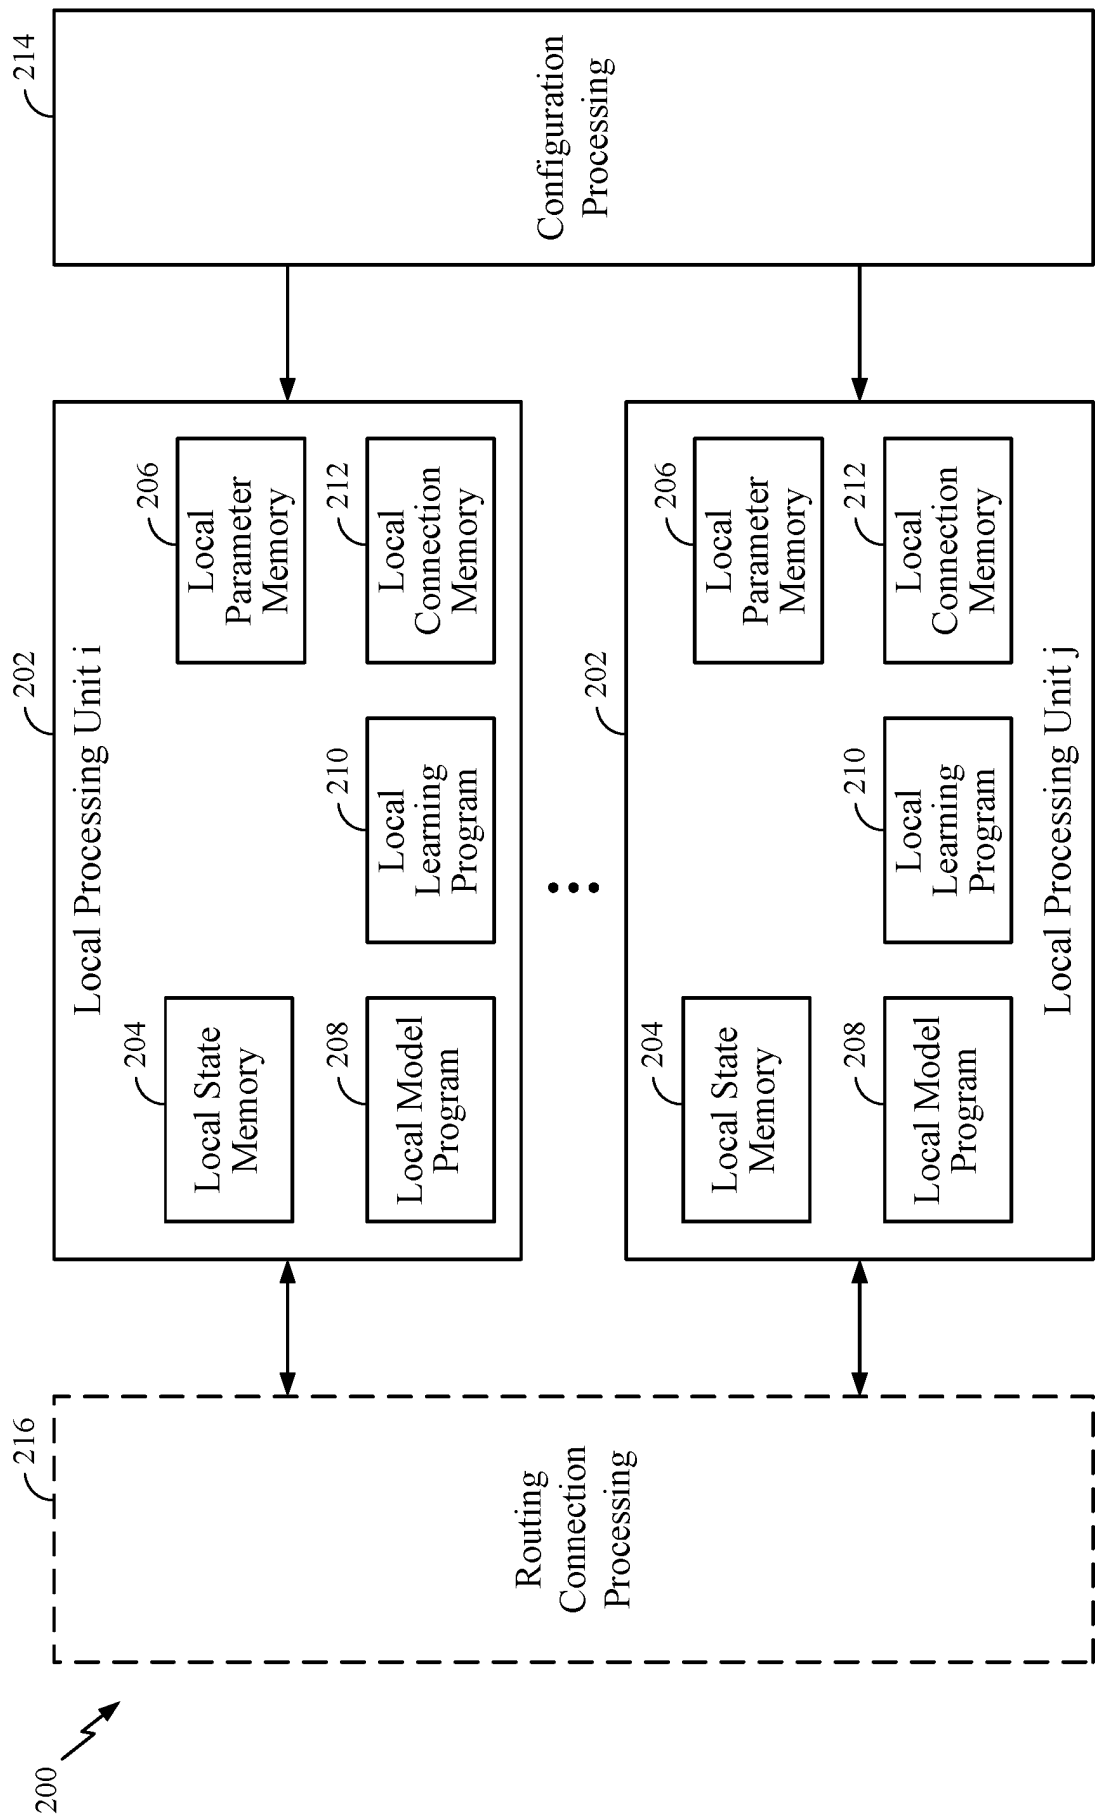 200
216
Routing
Connection
Processing
202
Local Processing Unit i
204
Local State
Memory
206
Local
Parameter
Memory
208
Local Model
Program
210
Local
Learning
Program
212
Local
Connection
Memory
202
204
Local State
Memory
206
Local
Parameter
Memory
208
Local Model
Program
210
Local
Learning
Program
212
Local
Connection
Memory
Local Processing Unit j
214
Configuration
Processing